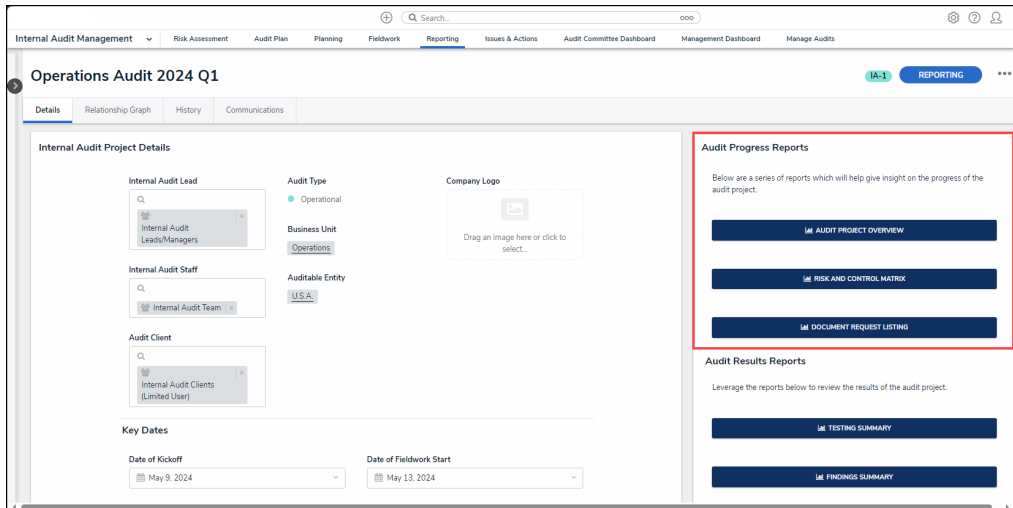 Search...
Internal Audit Management
Risk Assessment
Audit Plan
Planning
Fieldwork
Reporting
Issues & Actions
Audit Committee Dashboard
Management Dashboard
Manage Audits
Operations Audit 2024 Q1
IA-1
REPORTING
Details
Relationship Graph
History
Communications
Internal Audit Project Details
Internal Audit Lead
Internal Audit
Leads/Managers
Internal Audit Staff
Internal Audit Team
Audit Client
Internal Audit Clients
(Limited User)
Audit Type
Operational
Business Unit
Operations
Auditable Entity
U.S.A.
Company Logo
Drag an image here or click to
select...
Key Dates
Date of Kickoff
May 9, 2024
Date of Fieldwork Start
May 13, 2024
Audit Progress Reports
Below are a series of reports which will help give insight on the progress of the
audit project.
AUDIT PROJECT OVERVIEW
RISK AND CONTROL MATRIX
DOCUMENT REQUEST LISTING
Audit Results Reports
Leverage the reports below to review the results of the audit project.
TESTING SUMMARY
FINDINGS SUMMARY